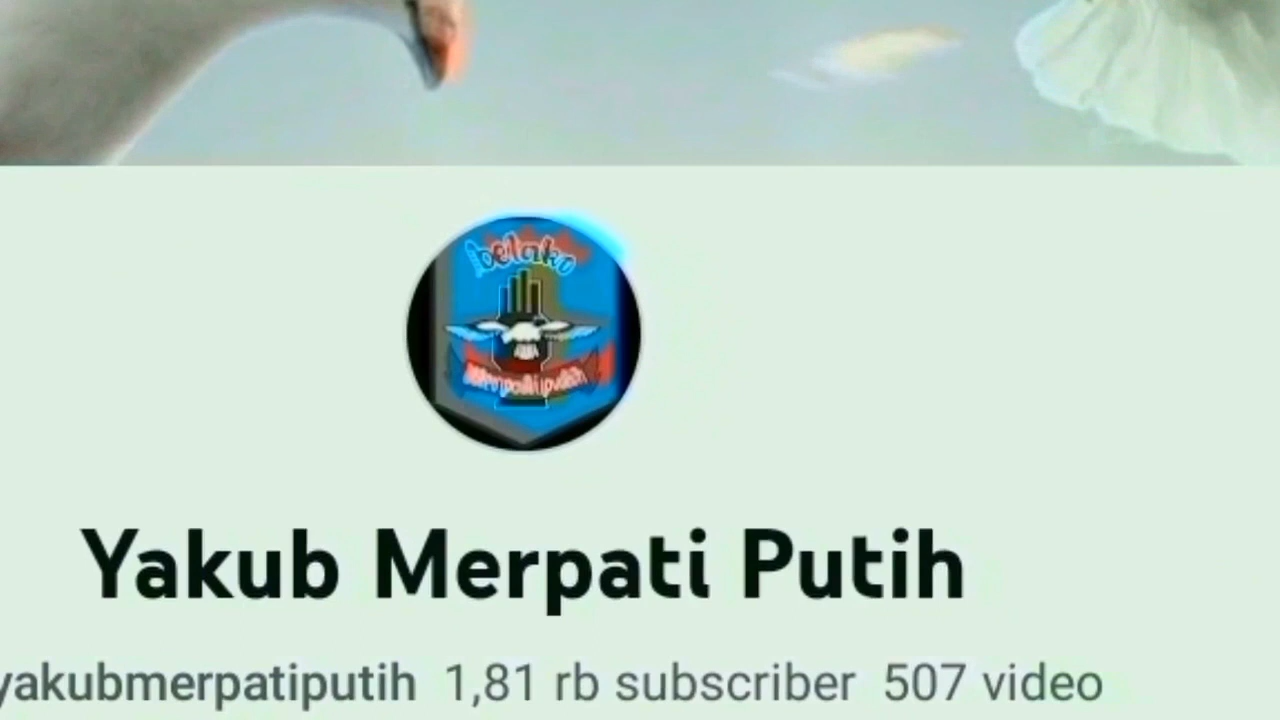 belako
Merpati putih
Yakub Merpati Putih
yakubmerpatiputih 1,81 rb subscriber 507 video